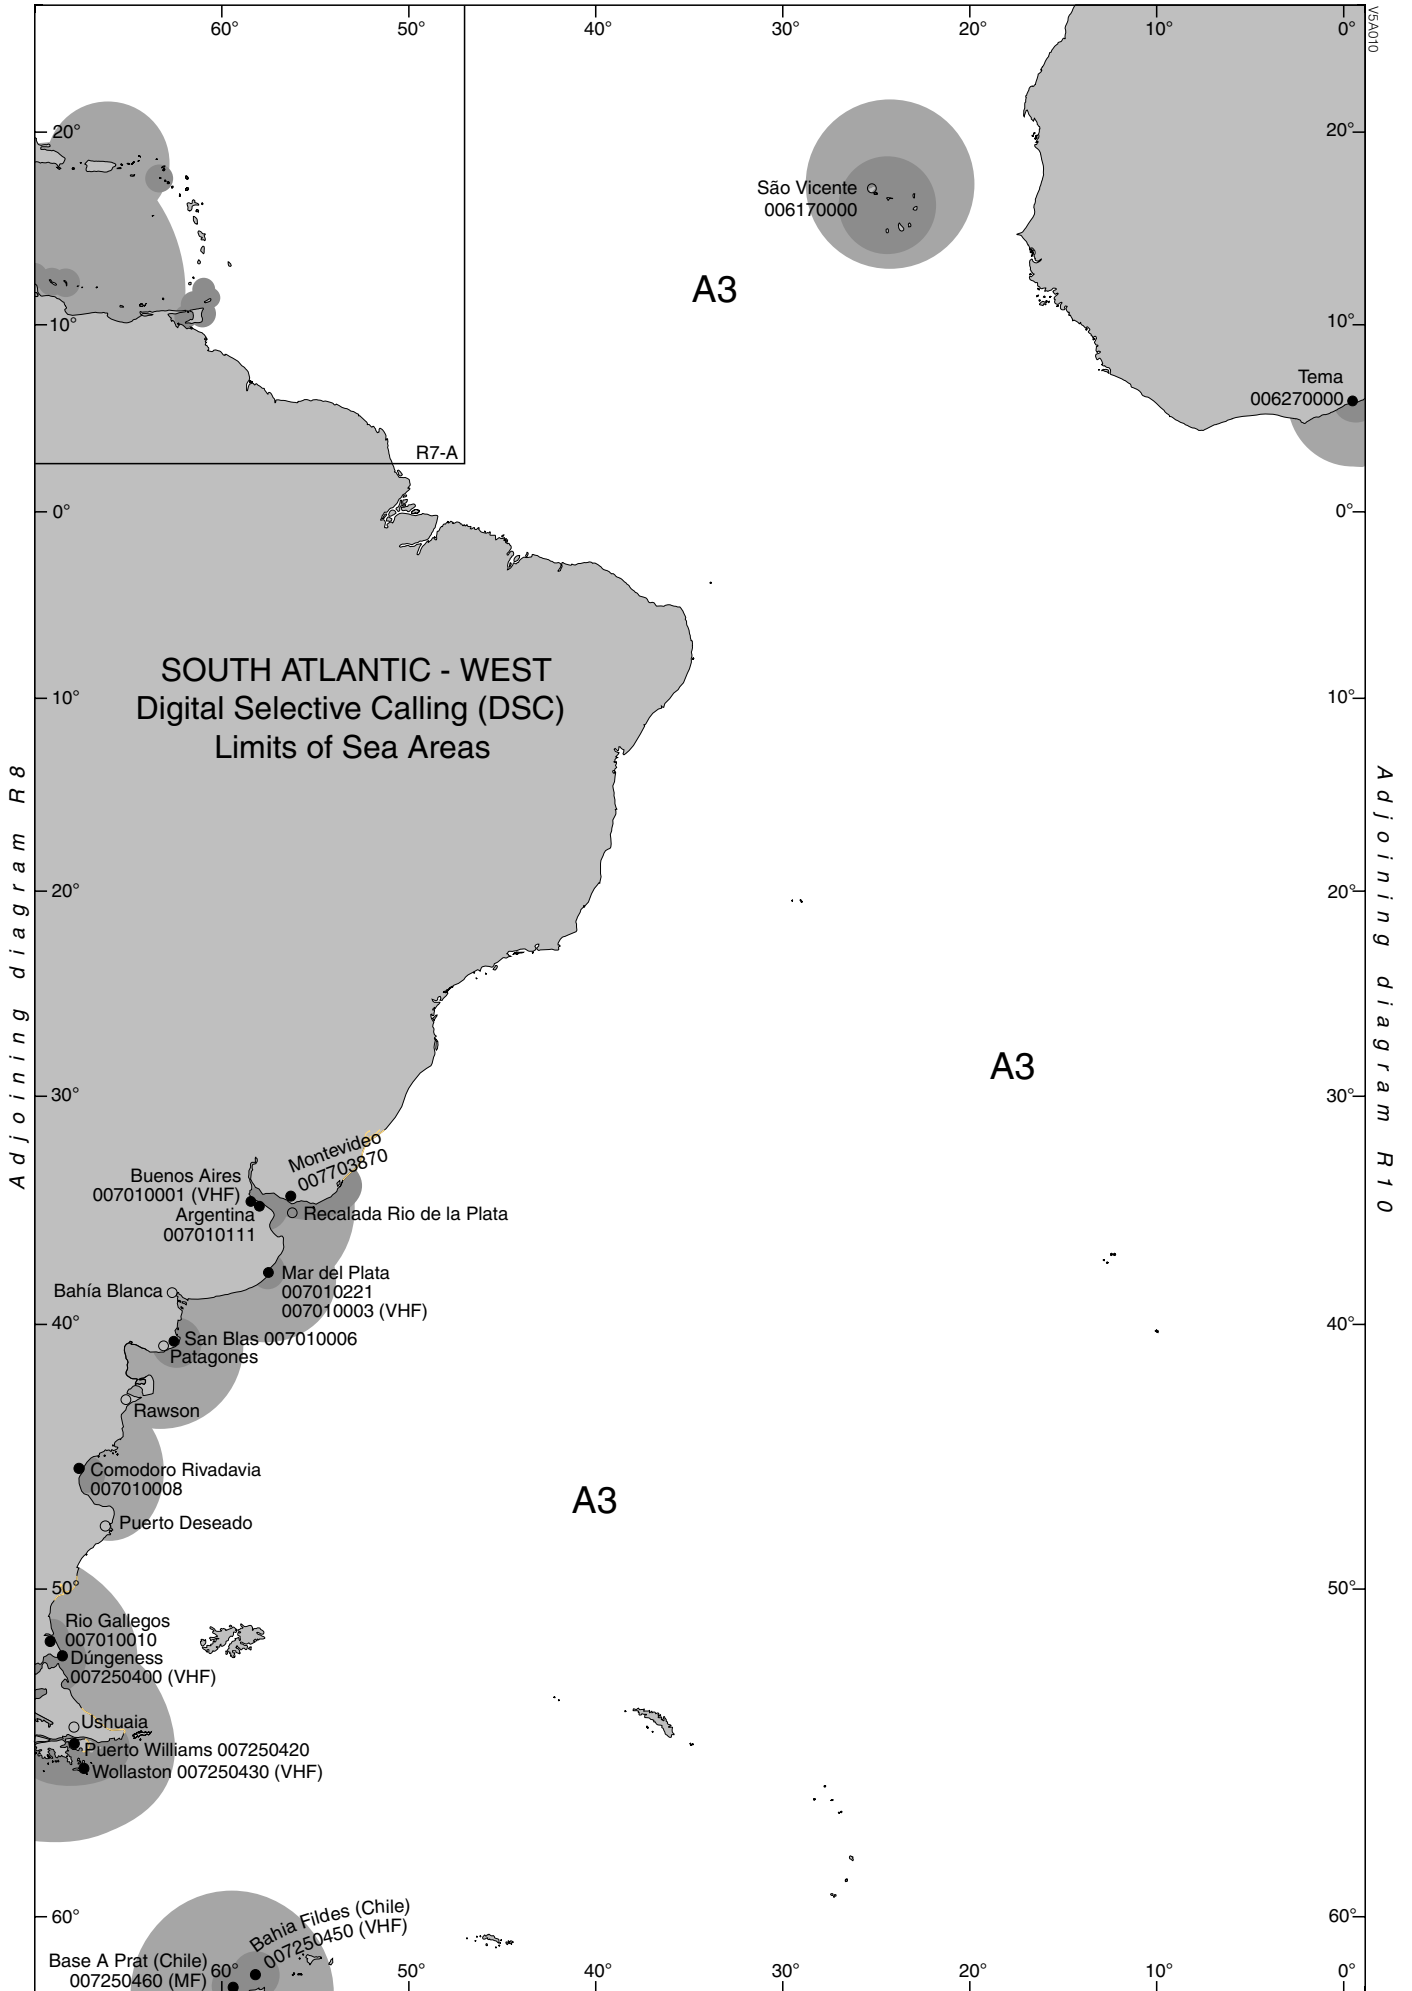 60°
50°
40°
30°
20°
10°
0°
V5A010
20°
20°
São Vicente
006170000
A3
10°
10°
Tema
006270000
R7-A
0°
0°
SOUTH ATLANTIC - WEST
Digital Selective Calling (DSC)
Limits of Sea Areas
10°
10°
Adjoining diagram R8
Adjoining diagram R10
20°
20°
A3
30°
30°
Montevideo
007703870
Buenos Aires
007010001 (VHF)
Argentina
007010111
Recalada Rio de la Plata
Mar del Plata
007010221
007010003 (VHF)
Bahía Blanca
40°
40°
San Blas 007010006
Patagones
Rawson
Comodoro Rivadavia
007010008
A3
Puerto Deseado
50°
50°
Rio Gallegos
007010010
Dúngeness
007250400 (VHF)
Ushuaia
Puerto Williams 007250420
Wollaston 007250430 (VHF)
60°
60°
Bahia Fildes (Chile)
007250450 (VHF)
Base A Prat (Chile)
007250460 (MF)
60°
50°
40°
30°
20°
10°
0°